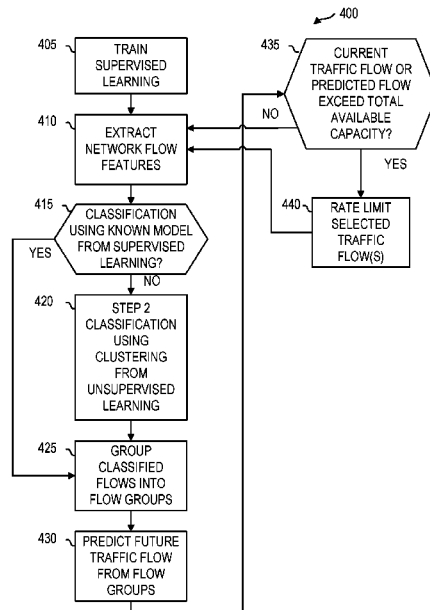 400
405
TRAIN
SUPERVISED
LEARNING
410
EXTRACT
NETWORK FLOW
FEATURES
415
CLASSIFICATION
USING KNOWN MODEL
FROM SUPERVISED
LEARNING?
YES
NO
420
STEP 2
CLASSIFICATION
USING
CLUSTERING
FROM
UNSUPERVISED
LEARNING
425
GROUP
CLASSIFIED
FLOWS INTO
FLOW GROUPS
430
PREDICT FUTURE
TRAFFIC FLOW
FROM FLOW
GROUPS
435
CURRENT
TRAFFIC FLOW OR
PREDICTED FLOW
EXCEED TOTAL
AVAILABLE
CAPACITY?
NO
YES
440
RATE LIMIT
SELECTED
TRAFFIC
FLOW(S)